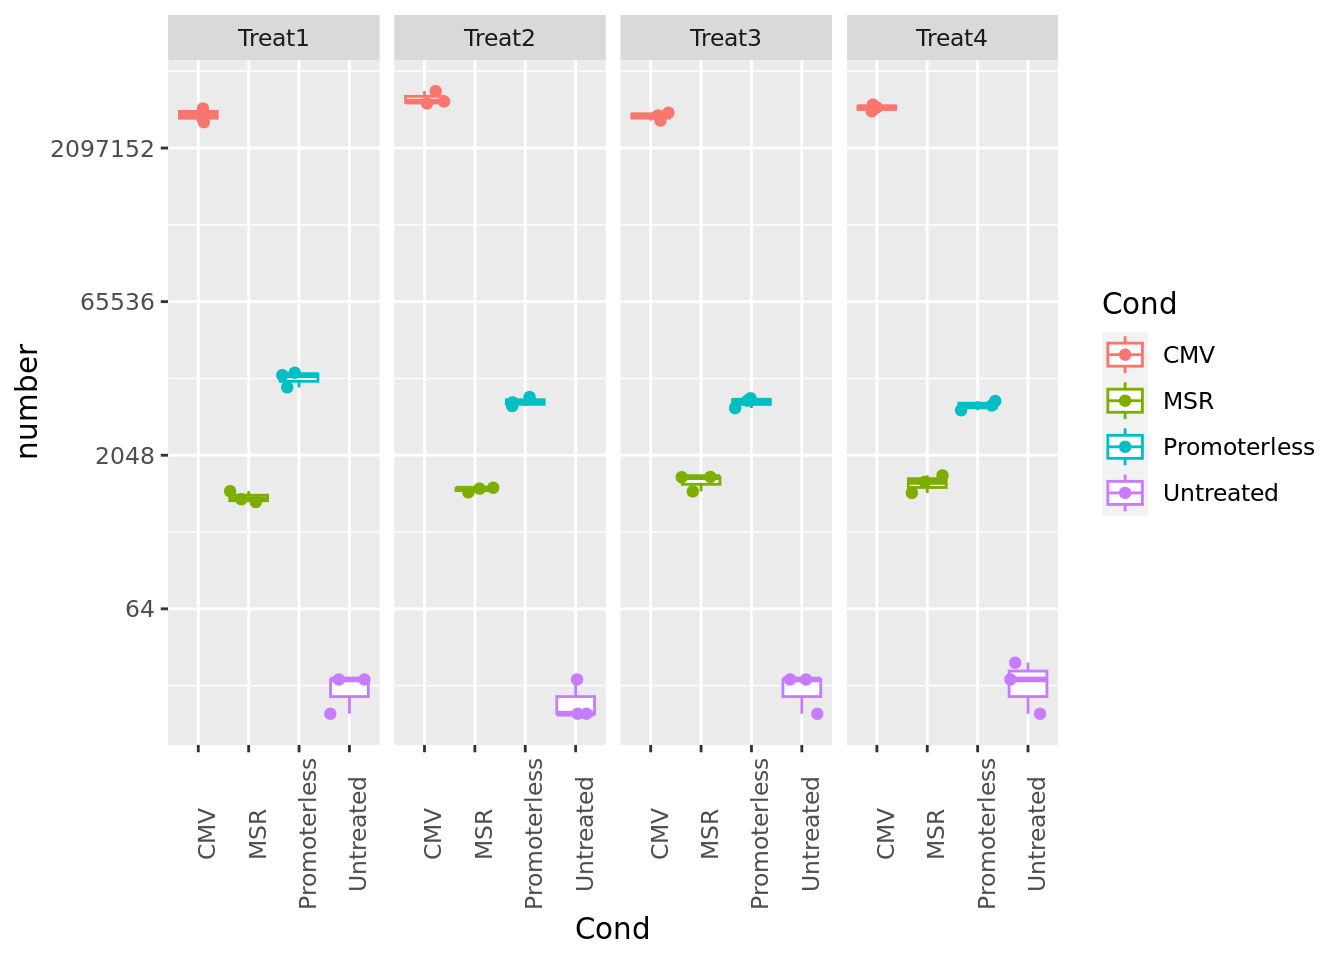 Treat1 Treat2 Treat3 Treat4
2097152
65536
2048
64
number
CMV MSR Promoterless Untreated CMV MSR Promoterless Untreated CMV MSR Promoterless Untreated CMV MSR Promoterless Untreated
Cond
Cond
CMV
MSR
Promoterless
Untreated